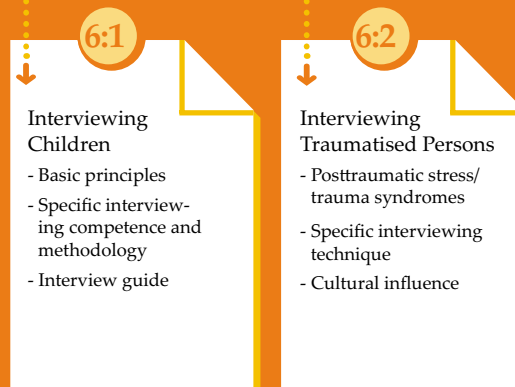 6:1
Interviewing
Children
- Basic principles
- Specific interview-
ing competence and
methodology
- Interview guide
6:2
Interviewing
Traumatised Persons
- Posttraumatic stress/
trauma syndromes
- Specific interviewing
technique
- Cultural influence